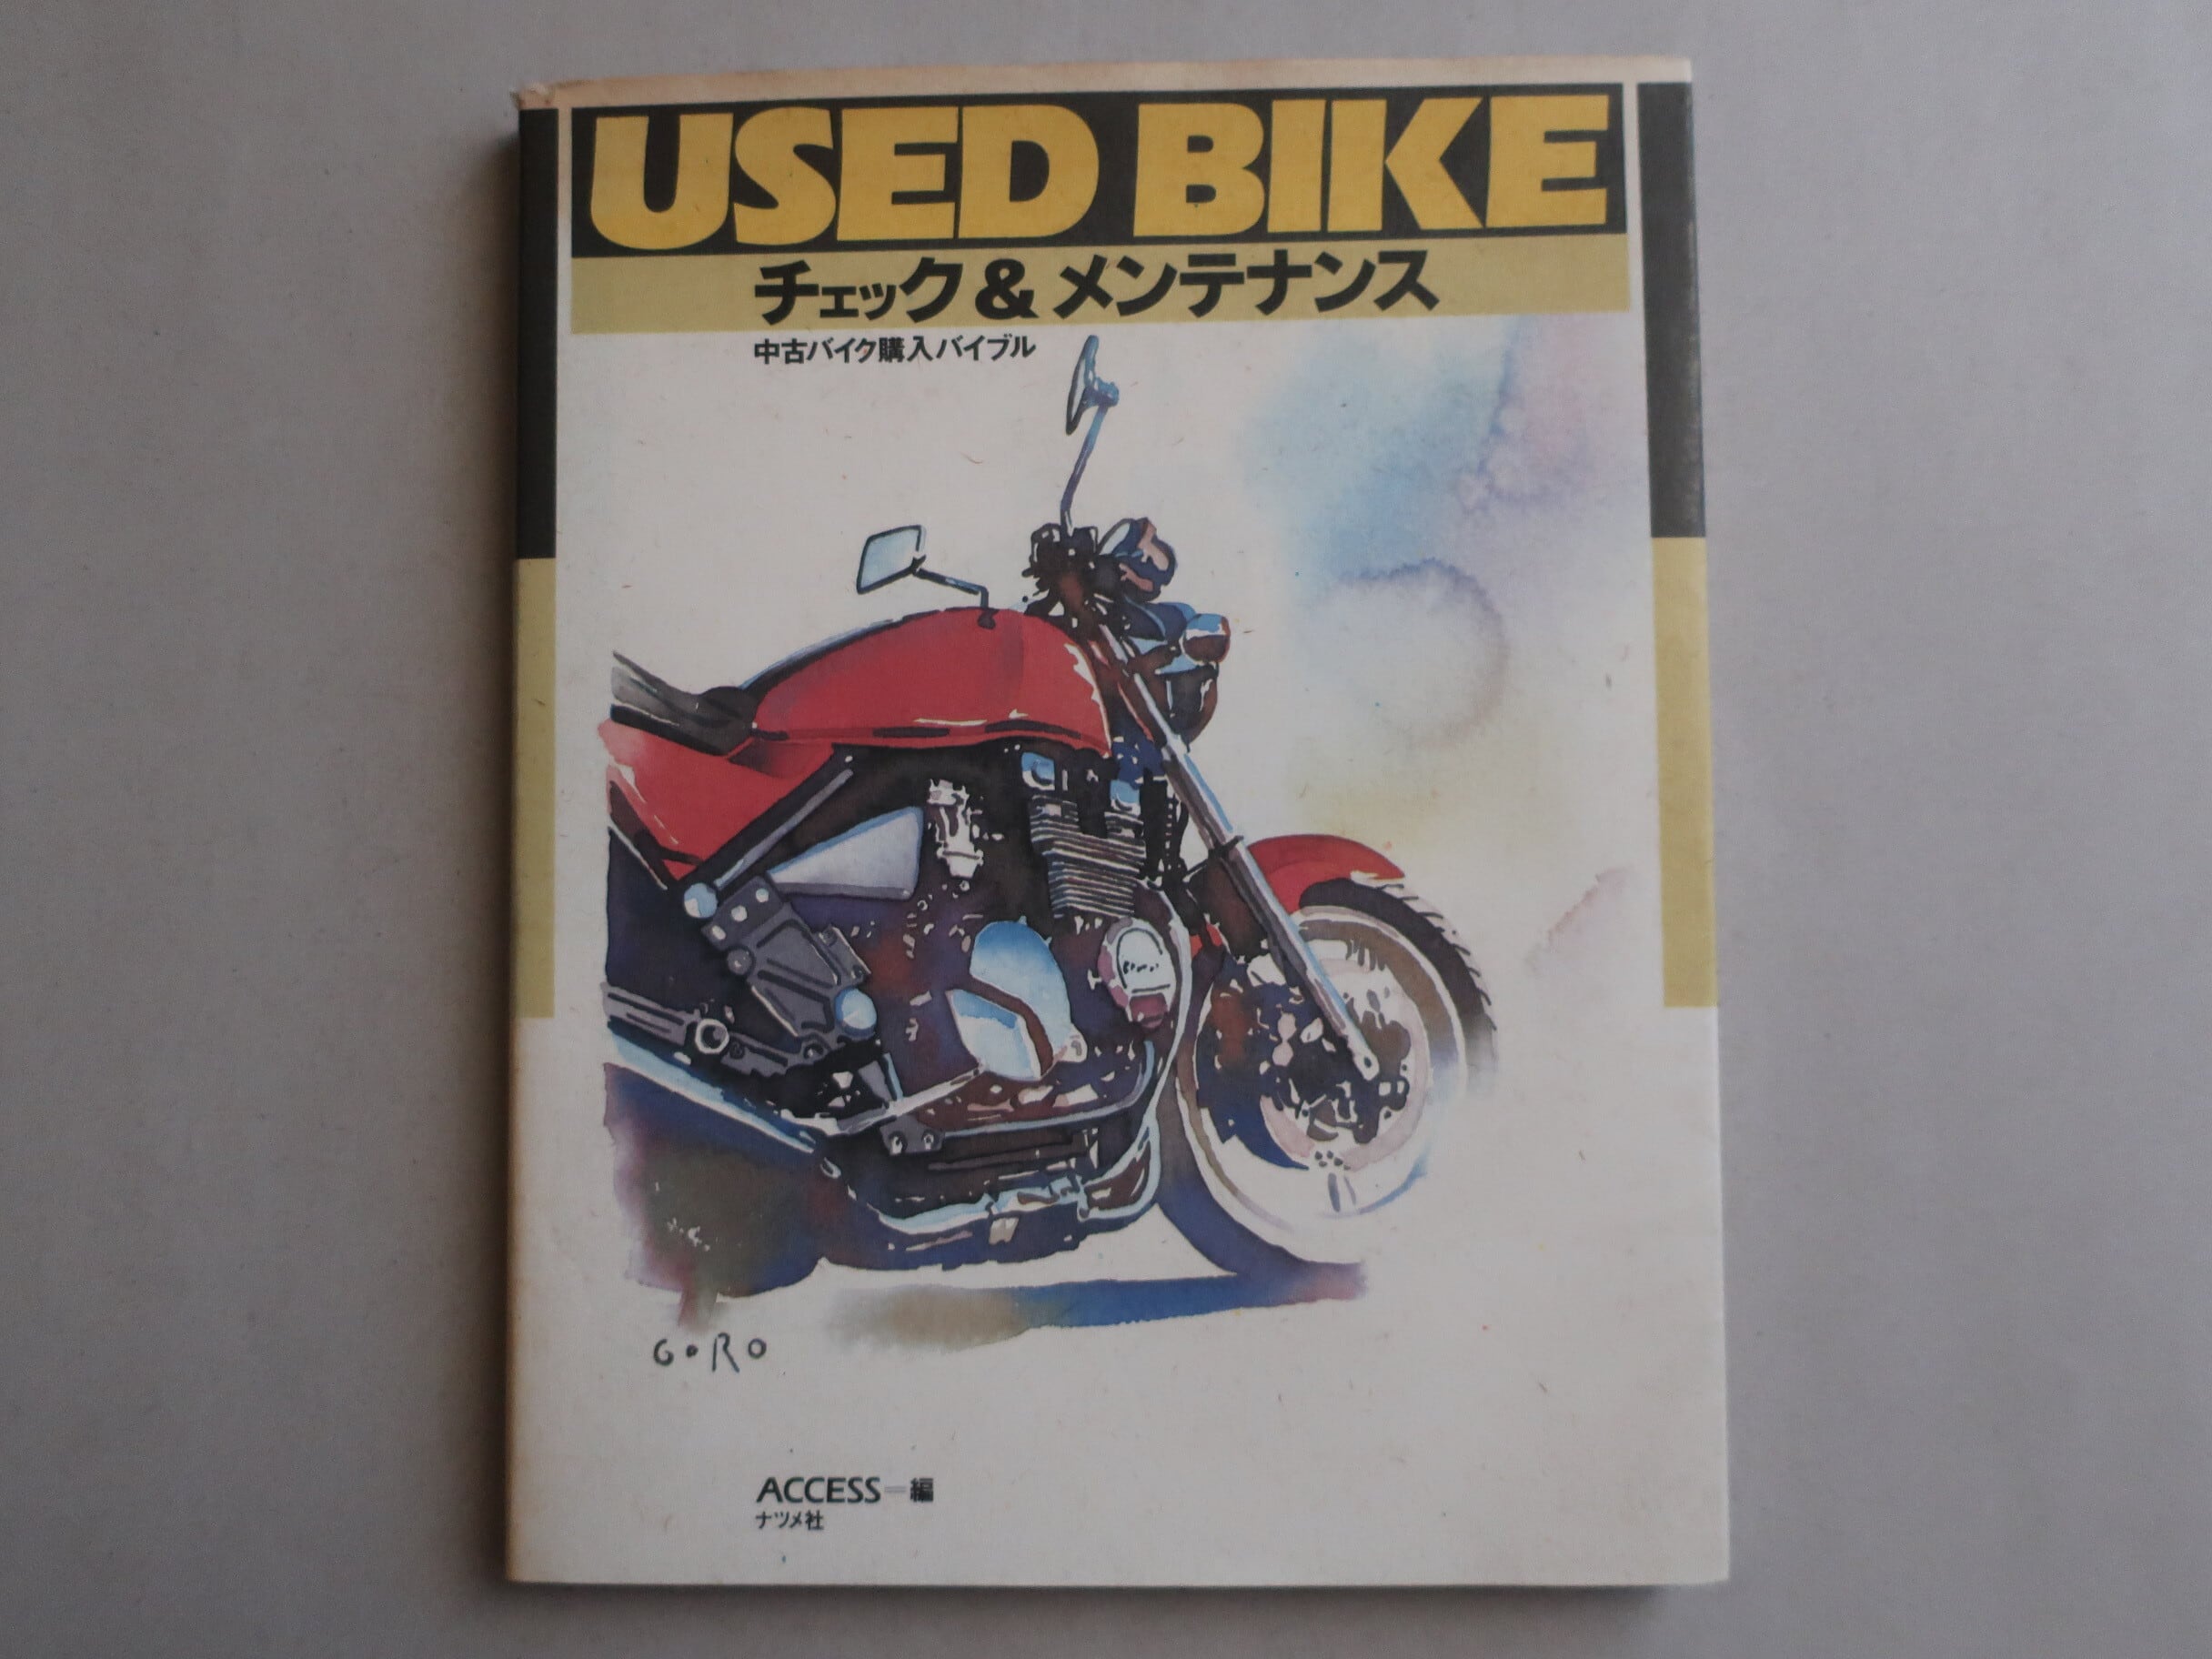 USED BIKE
チェック&メンテナンス
中古バイク購入バイブル
GORO
ACCESS＝編
ナツメ社